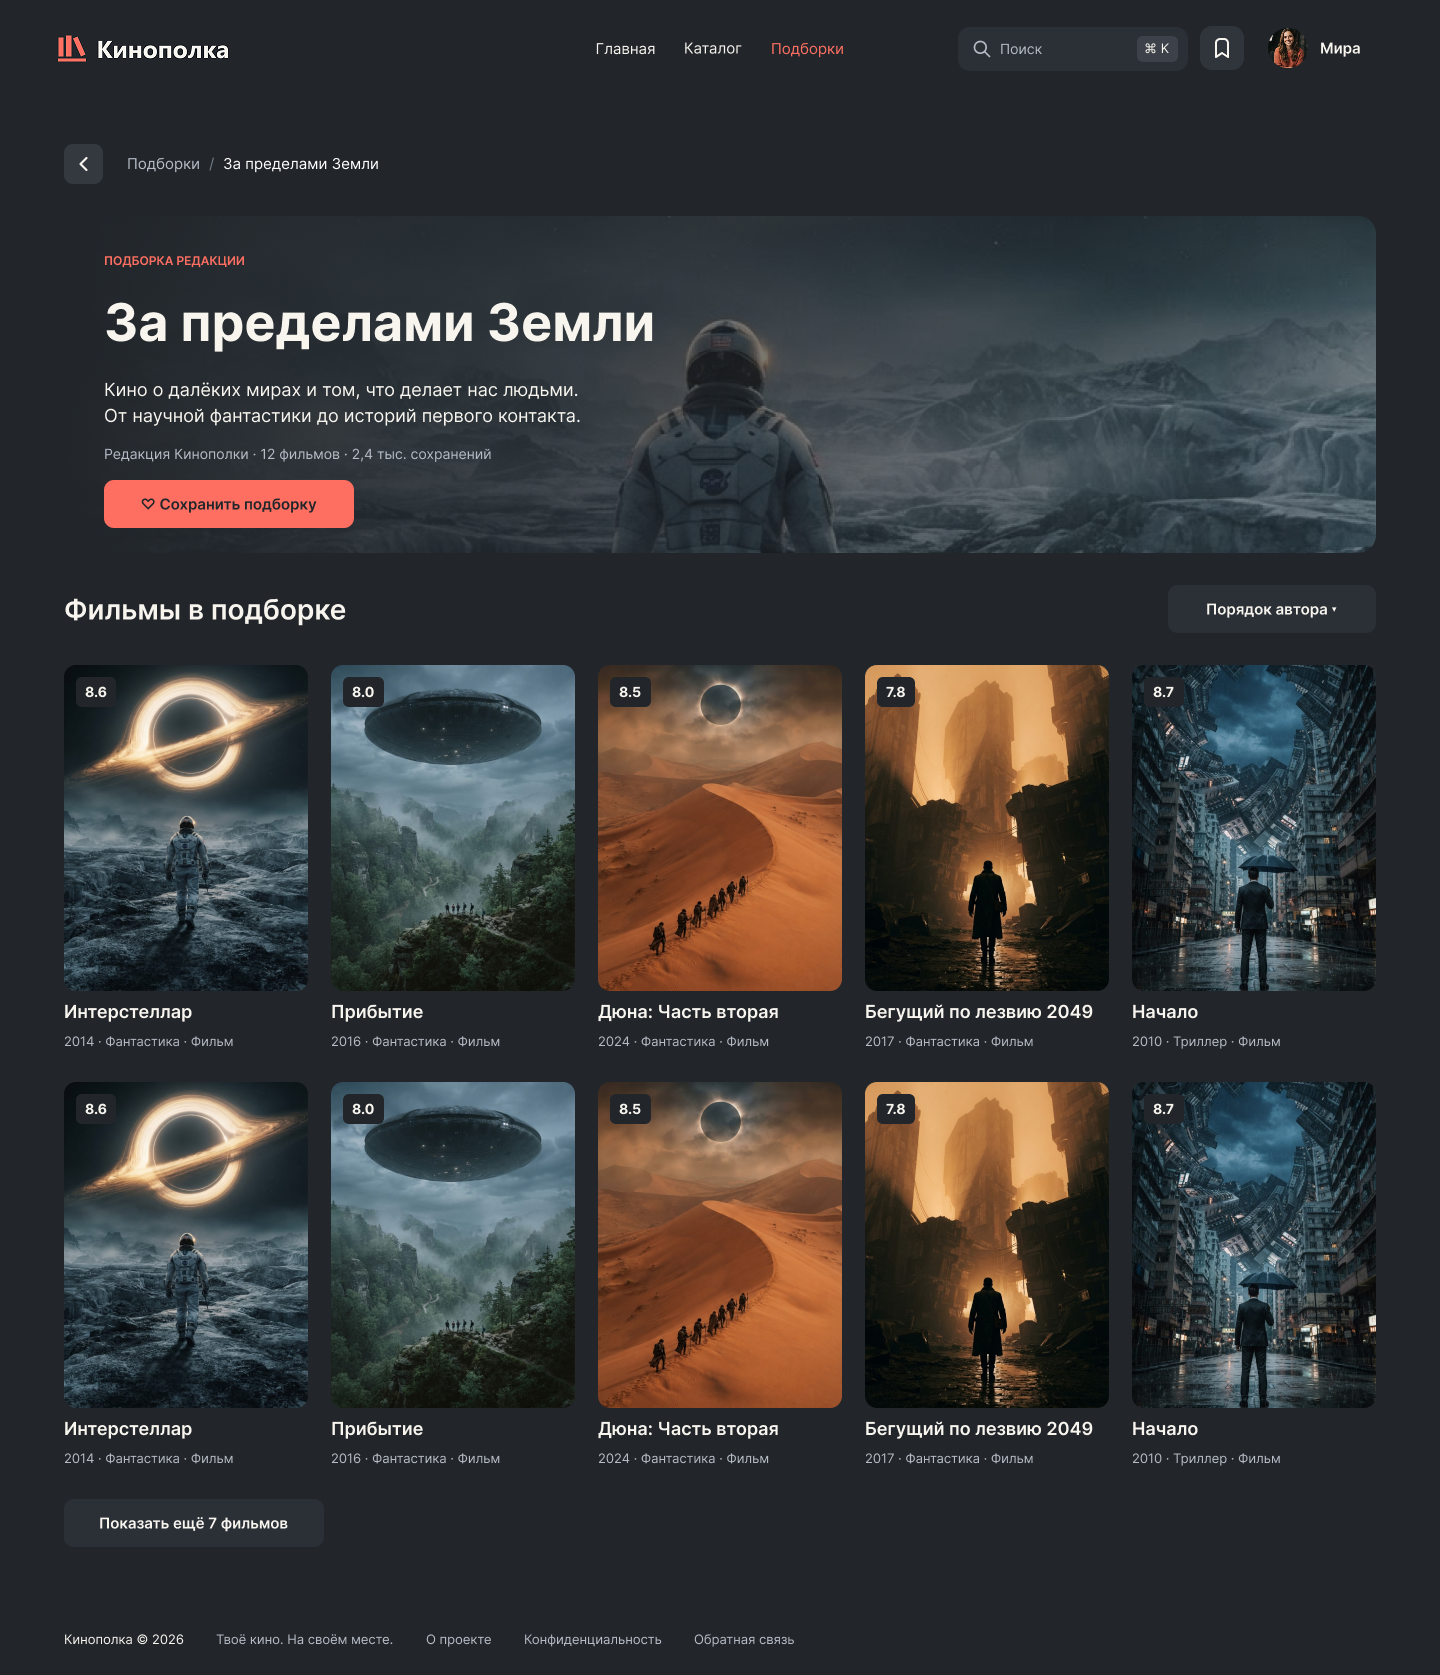 Кинополка
Главная
Каталог
Подборки
Поиск
⌘ K
Мира
Подборки / За пределами Земли
ПОДБОРКА РЕДАКЦИИ
За пределами Земли
Кино о далёких мирах и том, что делает нас людьми.
От научной фантастики до историй первого контакта.
Редакция Кинополки · 12 фильмов · 2,4 тыс. сохранений
♡ Сохранить подборку
Фильмы в подборке
Порядок автора ▾
8.6
8.0
8.5
7.8
8.7
Интерстеллар
2014 · Фантастика · Фильм
Прибытие
2016 · Фантастика · Фильм
Дюна: Часть вторая
2024 · Фантастика · Фильм
Бегущий по лезвию 2049
2017 · Фантастика · Фильм
Начало
2010 · Триллер · Фильм
8.6
8.0
8.5
7.8
8.7
Интерстеллар
2014 · Фантастика · Фильм
Прибытие
2016 · Фантастика · Фильм
Дюна: Часть вторая
2024 · Фантастика · Фильм
Бегущий по лезвию 2049
2017 · Фантастика · Фильм
Начало
2010 · Триллер · Фильм
Показать ещё 7 фильмов
Кинополка © 2026
Твоё кино. На своём месте.
О проекте
Конфиденциальность
Обратная связь